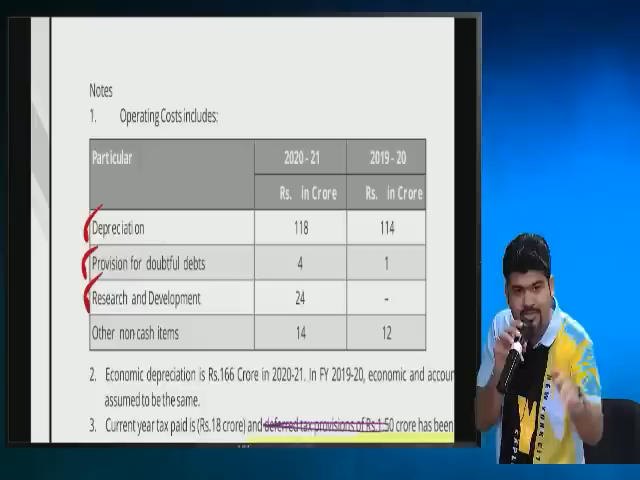 Notes
1. Operating Costs includes:
Particular 2020 - 21 2019 - 20
Rs. in Crore Rs. in Crore
Depreciation 118 114
Provision for doubtful debts 4 1
Research and Development 24 -
Other non cash items 14 12
2. Economic depreciation is Rs.166 Crore in 2020-21. In FY 2019-20, economic and accoun
assumed to be the same.
3. Current year tax paid is (Rs.18 crore) and deferred tax provisions of Rs.1.50 crore has been
NEW YORK CIT